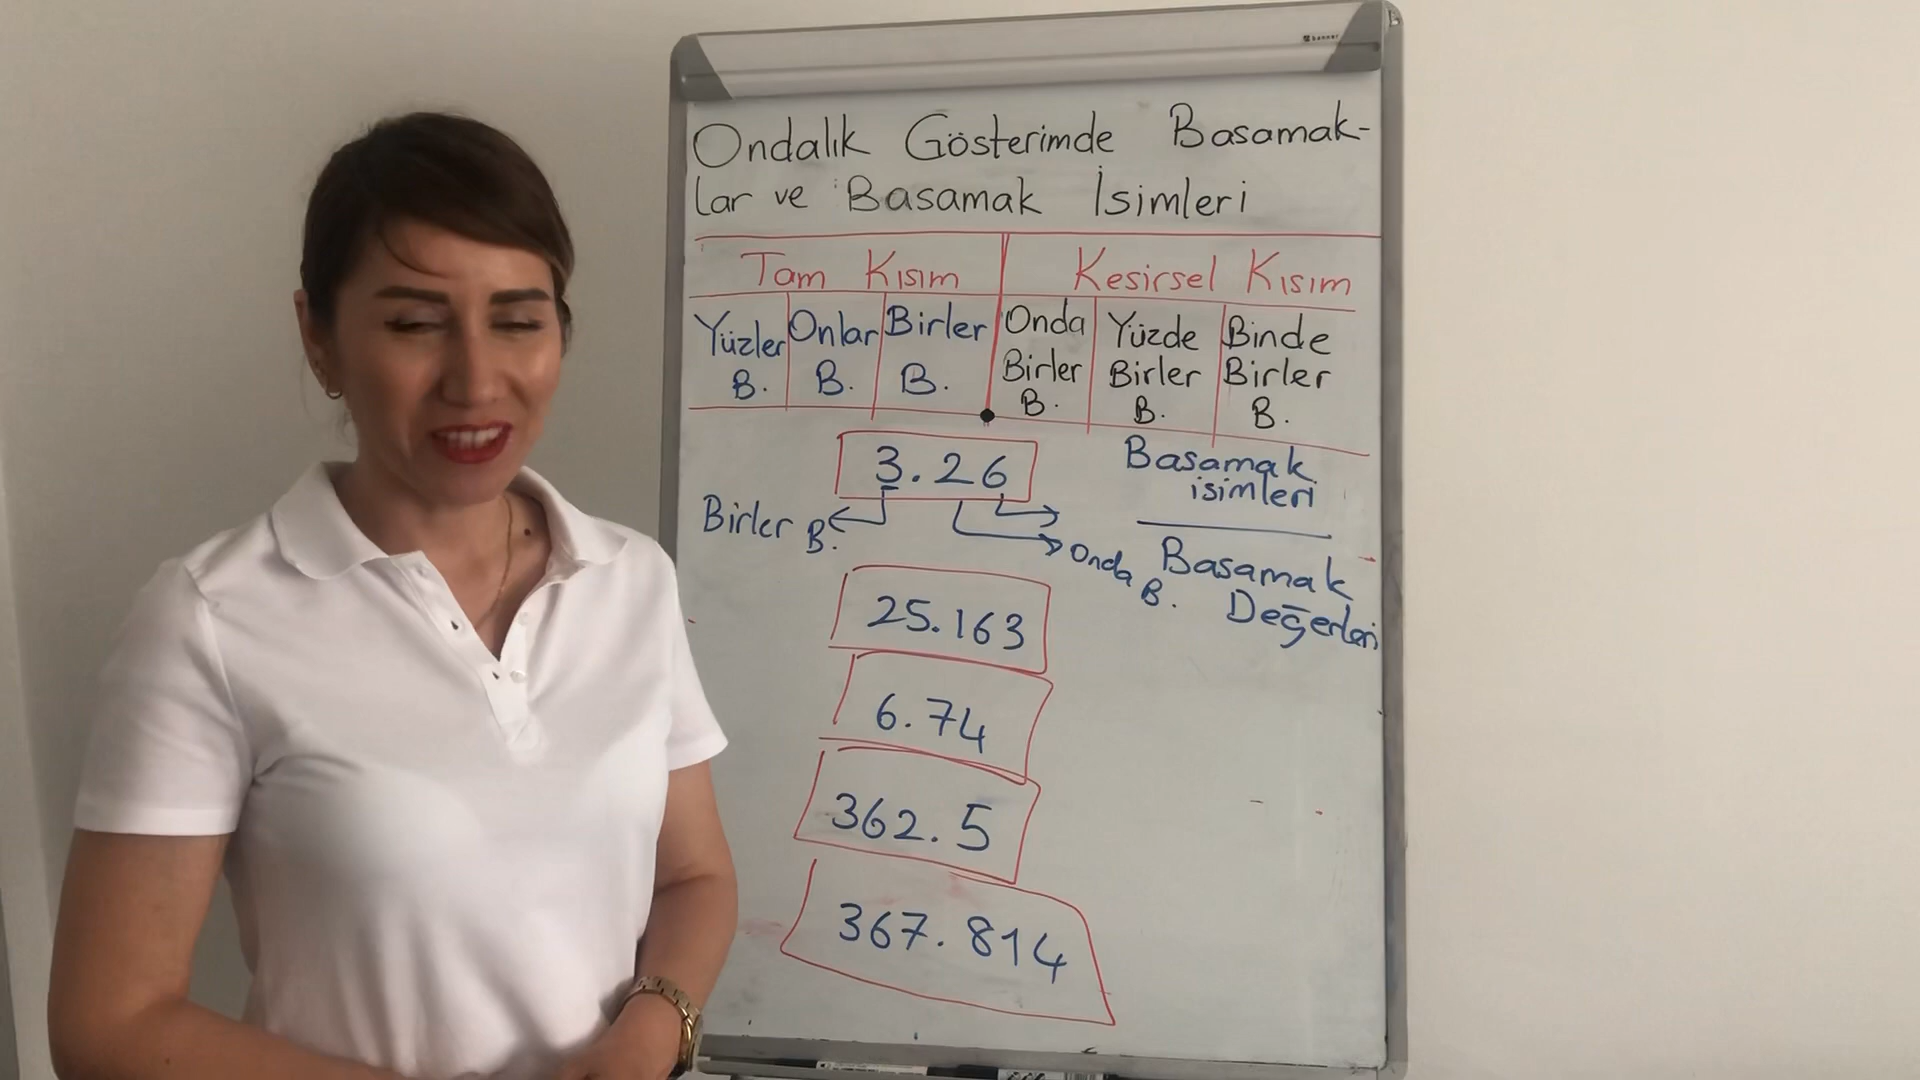 banner
Ondalık Gösterimde Basamak-
lar ve Basamak İsimleri
Tam Kısım
Kesirsel Kısım
Yüzler
B.
Onlar
B.
Birler
B.
Onda
Birler
B.
Yüzde
Birler
B.
Binde
Birler
B.
3.26
Birler B.
Onda
B.
Basamak
isimleri
Basamak
Değerleri
25.163
6.74
362.5
367.814